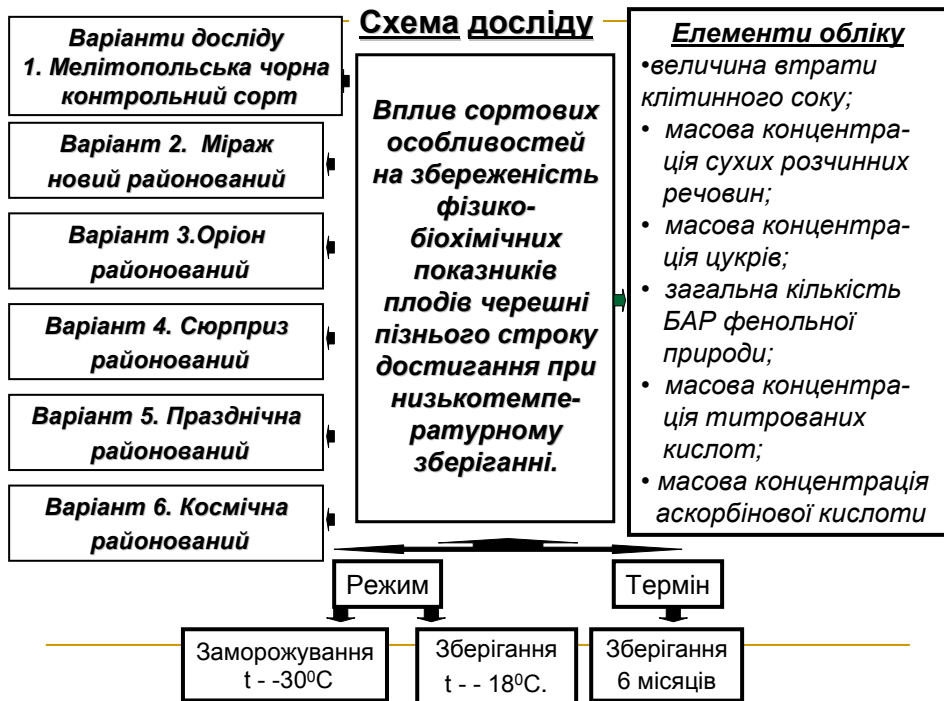 Схема досліду
Варіанти досліду
1. Мелітопольська чорна
контрольний сорт
Варіант 2. Міраж
новий районований
Варіант 3.Оріон
районований
Варіант 4. Сюрприз
районований
Варіант 5. Празднічна
районований
Варіант 6. Космічна
районований
Вплив сортових
особливостей
на збереженість
фізико-
біохімічних
показників
плодів черешні
пізнього строку
достигання при
низькотемпе-
ратурному
зберіганні.
Елементи обліку
•величина втрати
клітинного соку;
• масова концентра-
ція сухих розчинних
речовин;
• масова концентра-
ція цукрів;
• загальна кількість
БАР фенольної
природи;
• масова концентра-
ція титрованих
кислот;
• масова концентрація
аскорбінової кислоти
Режим
Термін
Заморожування
t - -30⁰С
Зберігання
t - - 18⁰С.
Зберігання
6 місяців